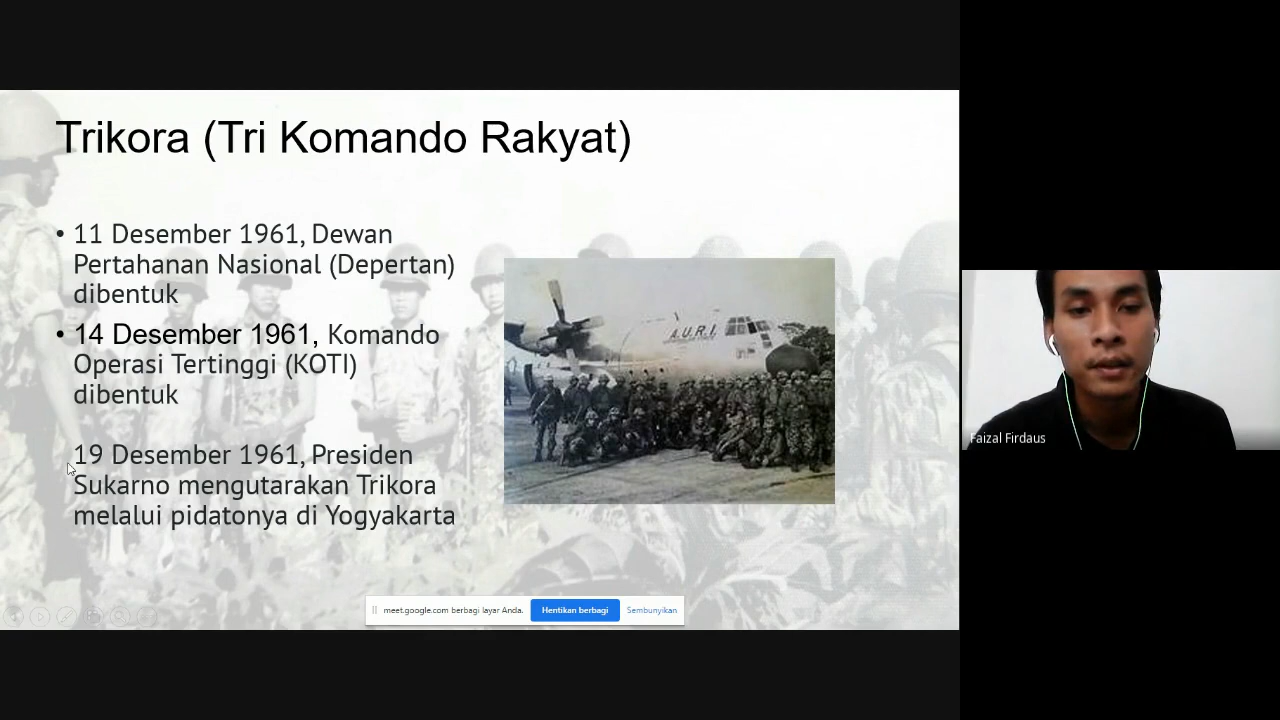 Trikora (Tri Komando Rakyat)
• 11 Desember 1961, Dewan
Pertahanan Nasional (Depertan)
dibentuk
• 14 Desember 1961, Komando
Operasi Tertinggi (KOTI)
dibentuk
19 Desember 1961, Presiden
Sukarno mengutarakan Trikora
melalui pidatonya di Yogyakarta
A.U.R.I.
Faizal Firdaus
meet.google.com berbagi layar Anda. Hentikan berbagi Sembunyikan